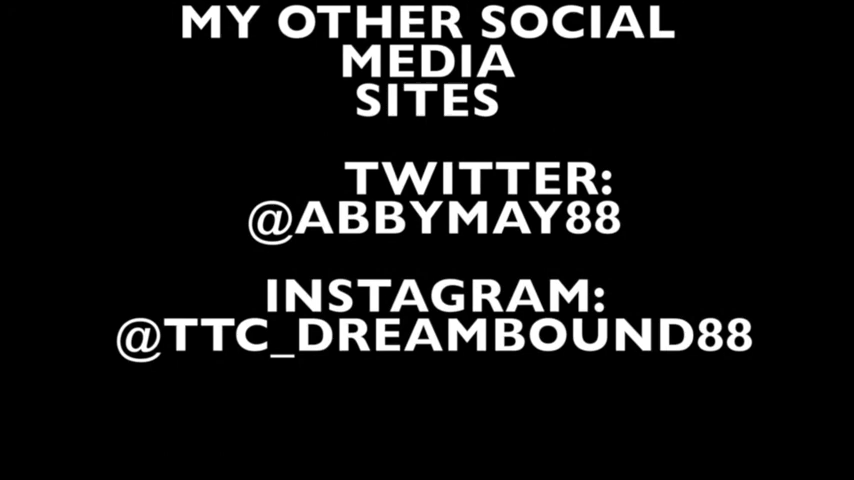 MY OTHER SOCIAL
MEDIA
SITES
TWITTER:
@ABBYMAY88
INSTAGRAM:
@TTC_DREAMBOUND88